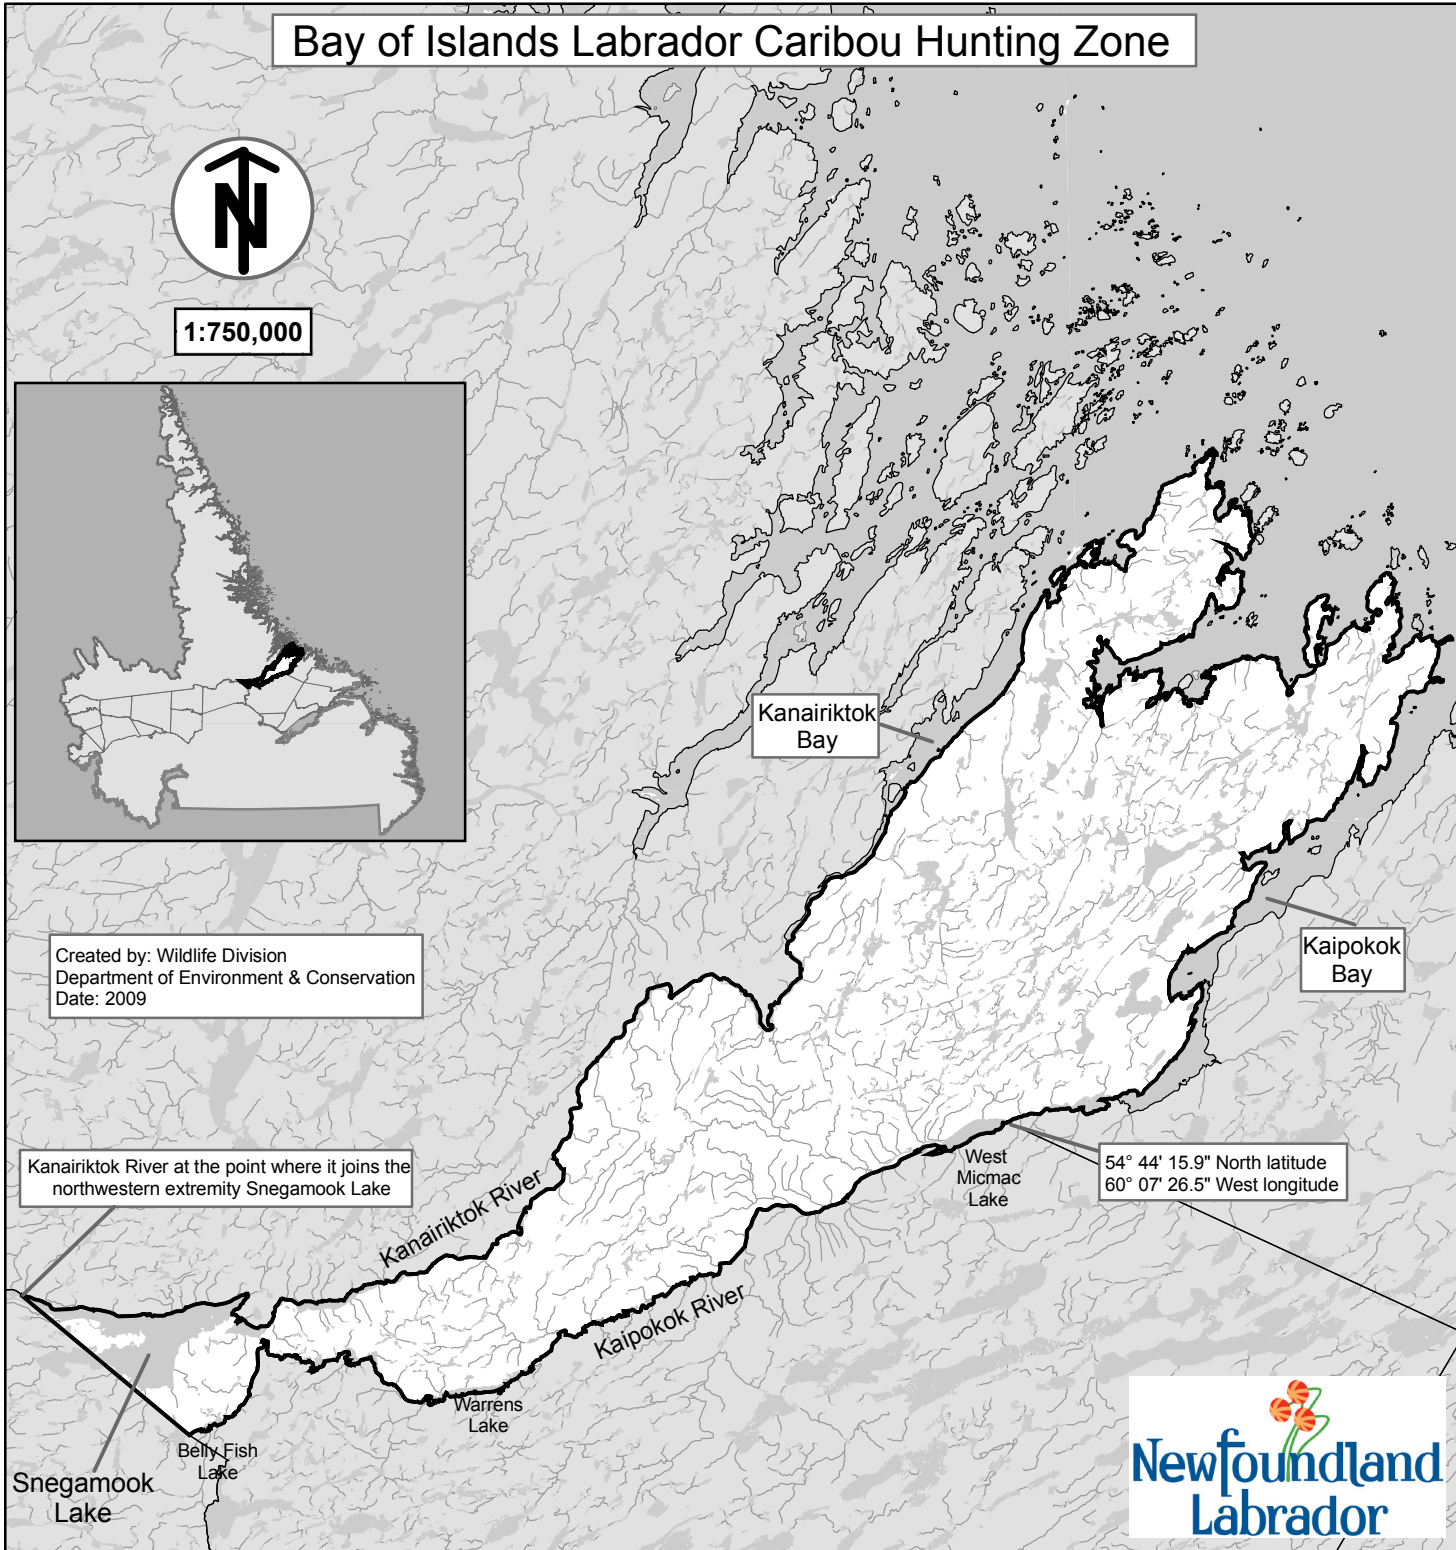 Bay of Islands Labrador Caribou Hunting Zone
N
1:750,000
Kanairiktok
Bay
Kaipokok
Bay
Created by: Wildlife Division
Department of Environment & Conservation
Date: 2009
Kanairiktok River at the point where it joins the
northwestern extremity Snegamook Lake
Kanairiktok River
West
Micmac
Lake
54° 44' 15.9" North latitude
60° 07' 26.5" West longitude
Kaipokok River
Warrens
Lake
Belly Fish
Lake
Snegamook
Lake
Newfoundland
Labrador